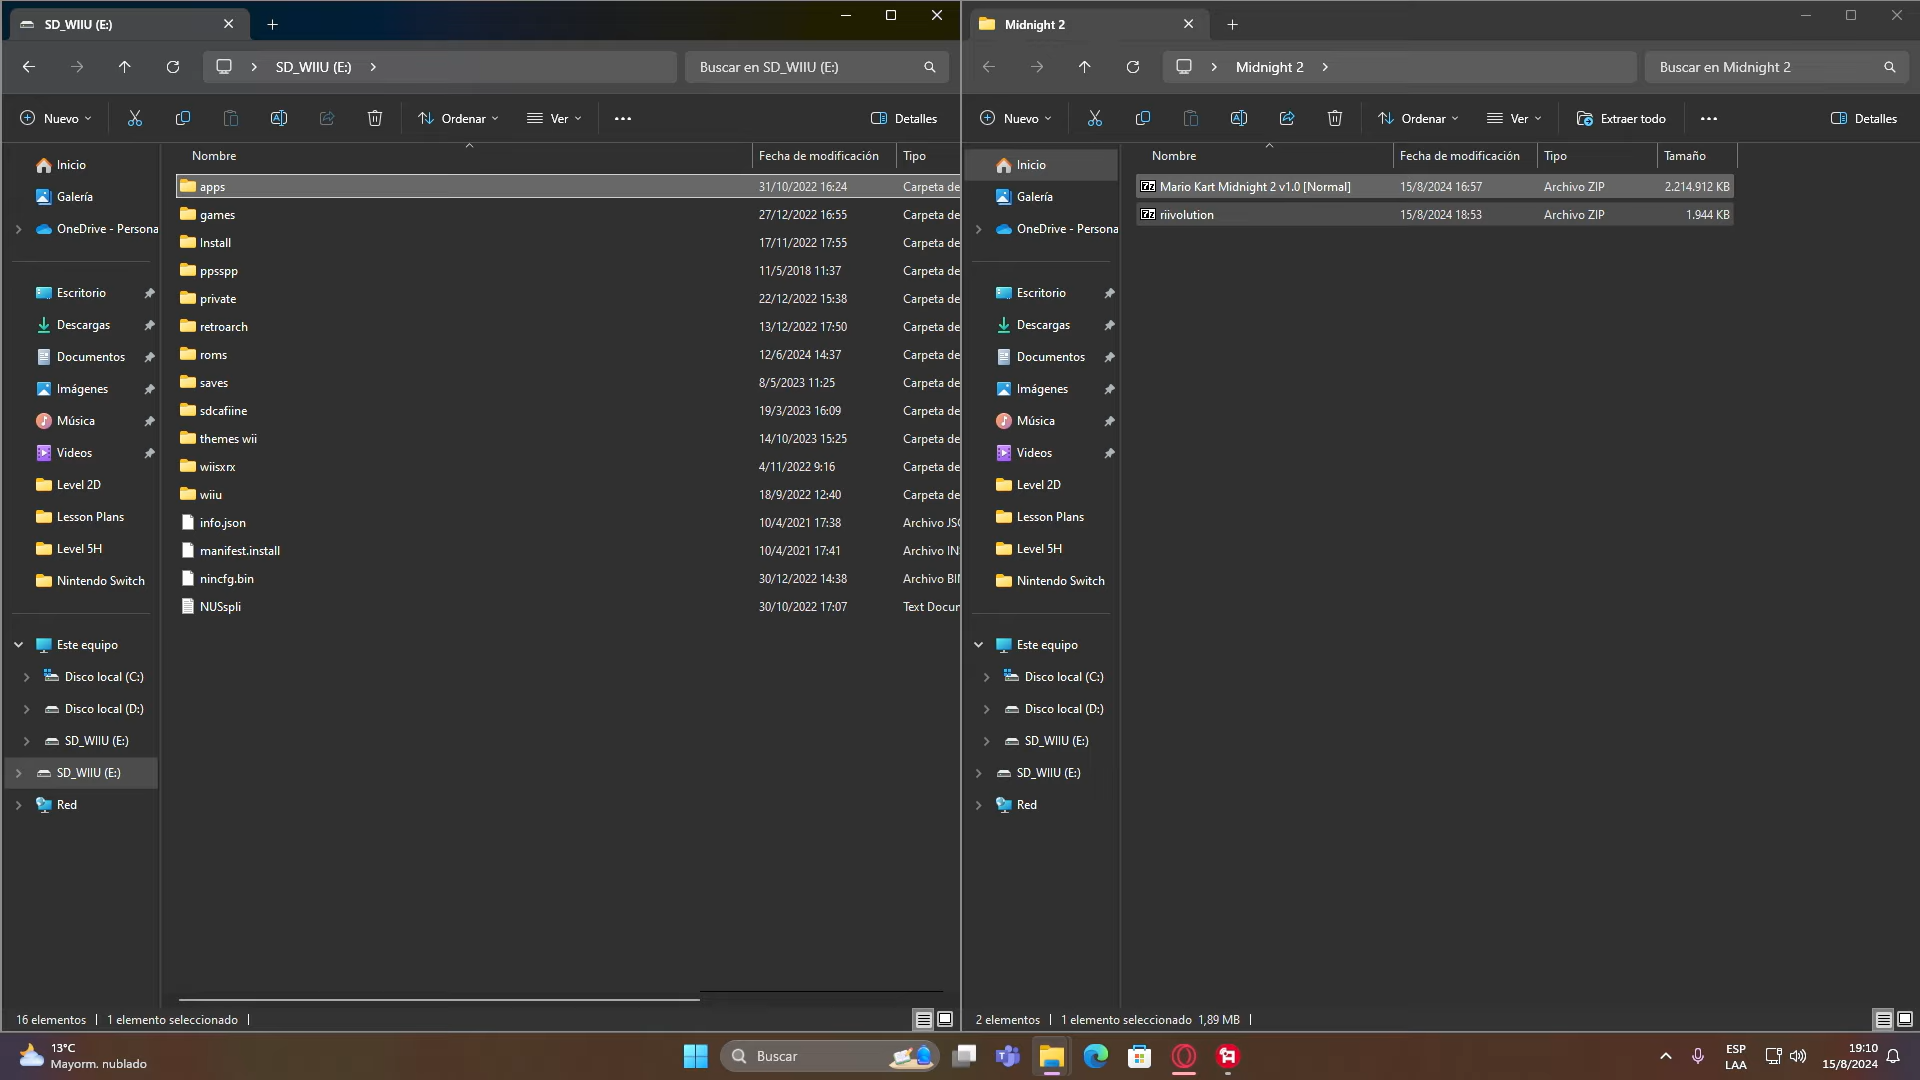 SD_WIIU (E:)
SD_WIIU (E:)
Buscar en SD_WIIU (E:)
Nuevo
Ordenar
Ver
Detalles
Inicio
Galería
OneDrive - Persona
Escritorio
Descargas
Documentos
Imágenes
Música
Videos
Level 2D
Lesson Plans
Level 5H
Nintendo Switch
Este equipo
Disco local (C:)
Disco local (D:)
SD_WIIU (E:)
SD_WIIU (E:)
Red
Nombre Fecha de modificación Tipo
apps 31/10/2022 16:24 Carpeta de
games 27/12/2022 16:55 Carpeta de
Install 17/11/2022 17:55 Carpeta de
ppsspp 11/5/2018 11:37 Carpeta de
private 22/12/2022 15:38 Carpeta de
retroarch 13/12/2022 17:50 Carpeta de
roms 12/6/2024 14:37 Carpeta de
saves 8/5/2023 11:25 Carpeta de
sdcafiine 19/3/2023 16:09 Carpeta de
themes wii 14/10/2023 15:25 Carpeta de
wiisxrx 4/11/2022 9:16 Carpeta de
wiiu 18/9/2022 12:40 Carpeta de
info.json 10/4/2021 17:38 Archivo JSO
manifest.install 10/4/2021 17:41 Archivo IN
nincfg.bin 30/12/2022 14:38 Archivo BI
NUSspli 30/10/2022 17:07 Text Docu
16 elementos 1 elemento seleccionado
Midnight 2
Midnight 2
Buscar en Midnight 2
Nuevo
Ordenar
Ver
Extraer todo
Detalles
Inicio
Galería
OneDrive - Persona
Escritorio
Descargas
Documentos
Imágenes
Música
Videos
Level 2D
Lesson Plans
Level 5H
Nintendo Switch
Este equipo
Disco local (C:)
Disco local (D:)
SD_WIIU (E:)
SD_WIIU (E:)
Red
Nombre Fecha de modificación Tipo Tamaño
Mario Kart Midnight 2 v1.0 [Normal] 15/8/2024 16:57 Archivo ZIP 2.214.912 KB
riivolution 15/8/2024 18:53 Archivo ZIP 1.944 KB
2 elementos 1 elemento seleccionado 1,89 MB
13°C
Mayorm. nublado
Buscar
ESP
LAA
19:10
15/8/2024